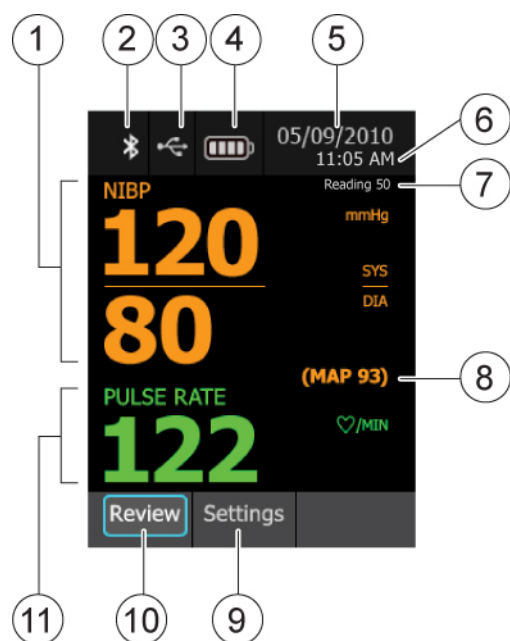 1 2 3 4 5
05/09/2010
6
11:05 AM
Reading 50
7
NIBP
mmHg
120
SYS
80
DIA
(MAP 93)
8
PULSE RATE
122
♡/MIN
Review Settings
11 10 9